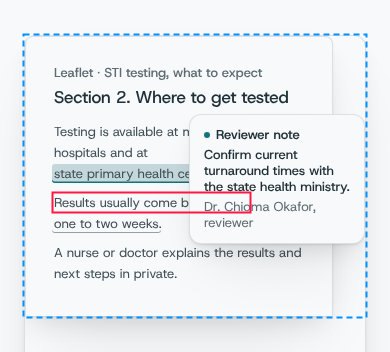 Leaflet · STI testing, what to expect
Section 2. Where to get tested
Testing is available at
hospitals and at
state primary health
Results usually come
one to two weeks.
A nurse or doctor explains the results and
next steps in private.
Reviewer note
Confirm current
turnaround times with
the state health ministry.
Dr. Chioma Okafor,
reviewer